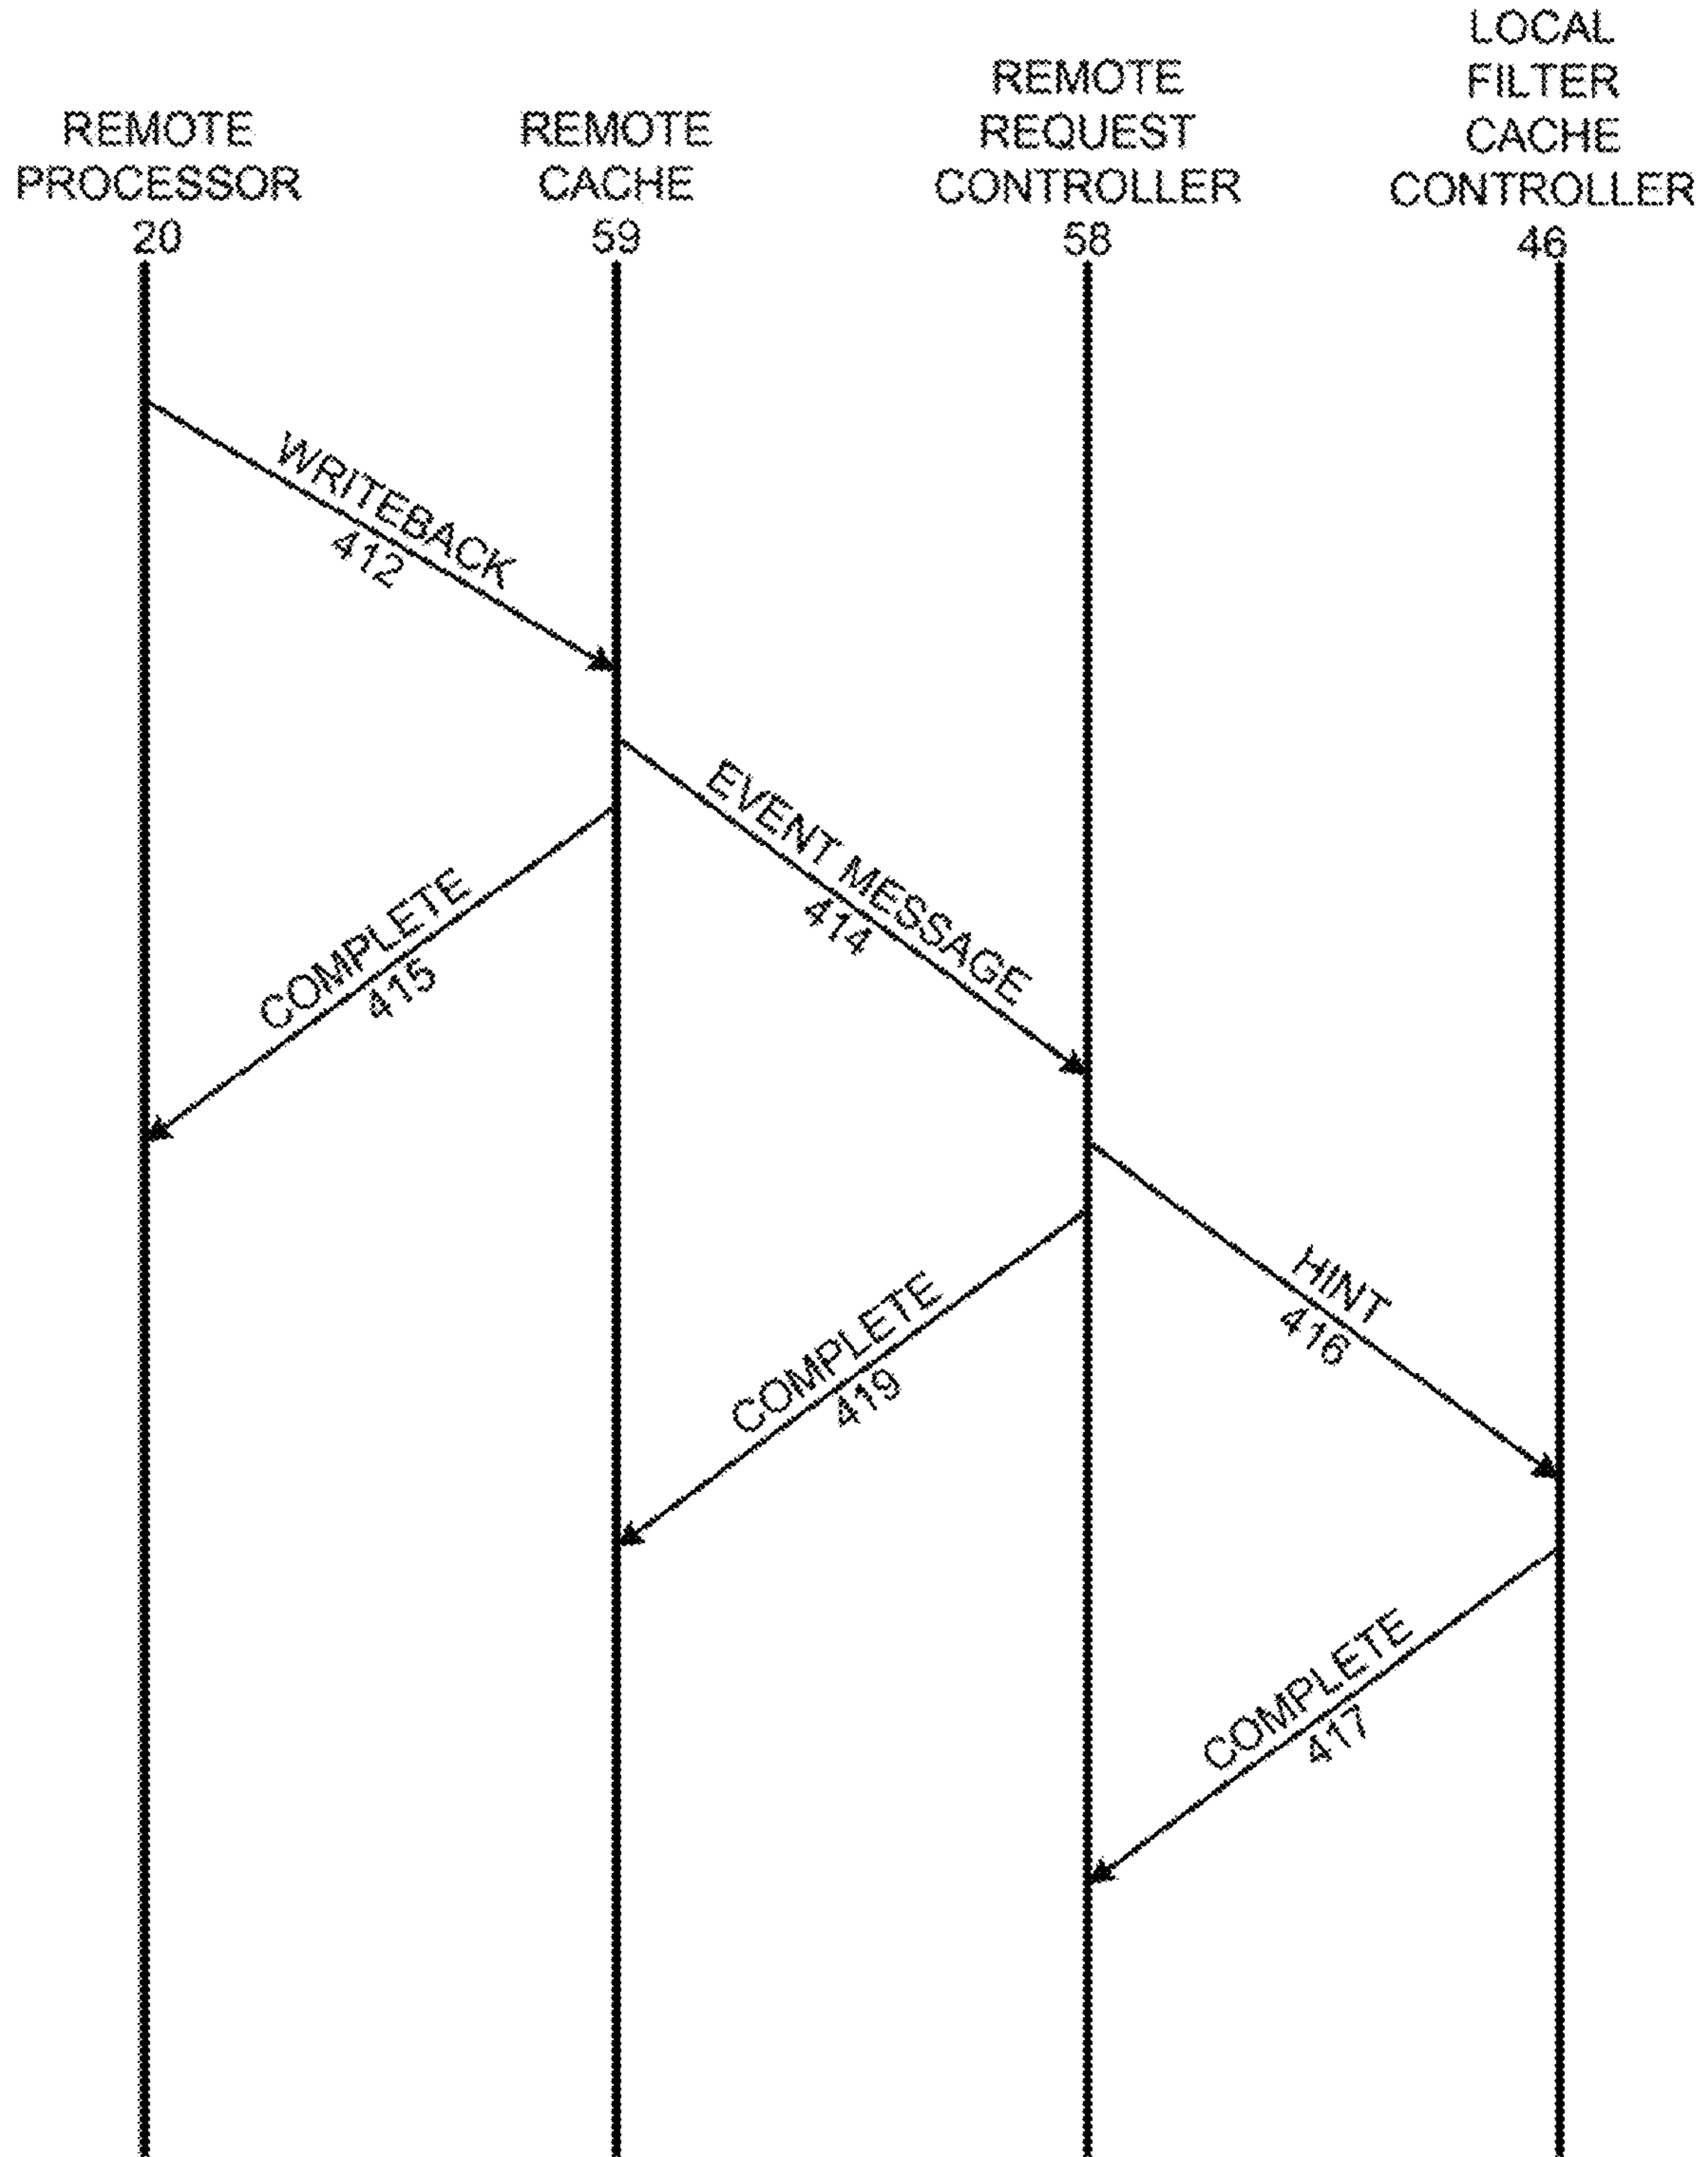 REMOTE
PROCESSOR
20
REMOTE
CACHE
59
REMOTE
REQUEST
CONTROLLER
58
LOCAL
FILTER
CACHE
CONTROLLER
46
WRITEBACK
412
EVENT MESSAGE
414
COMPLETE
415
HINT
416
COMPLETE
419
COMPLETE
417